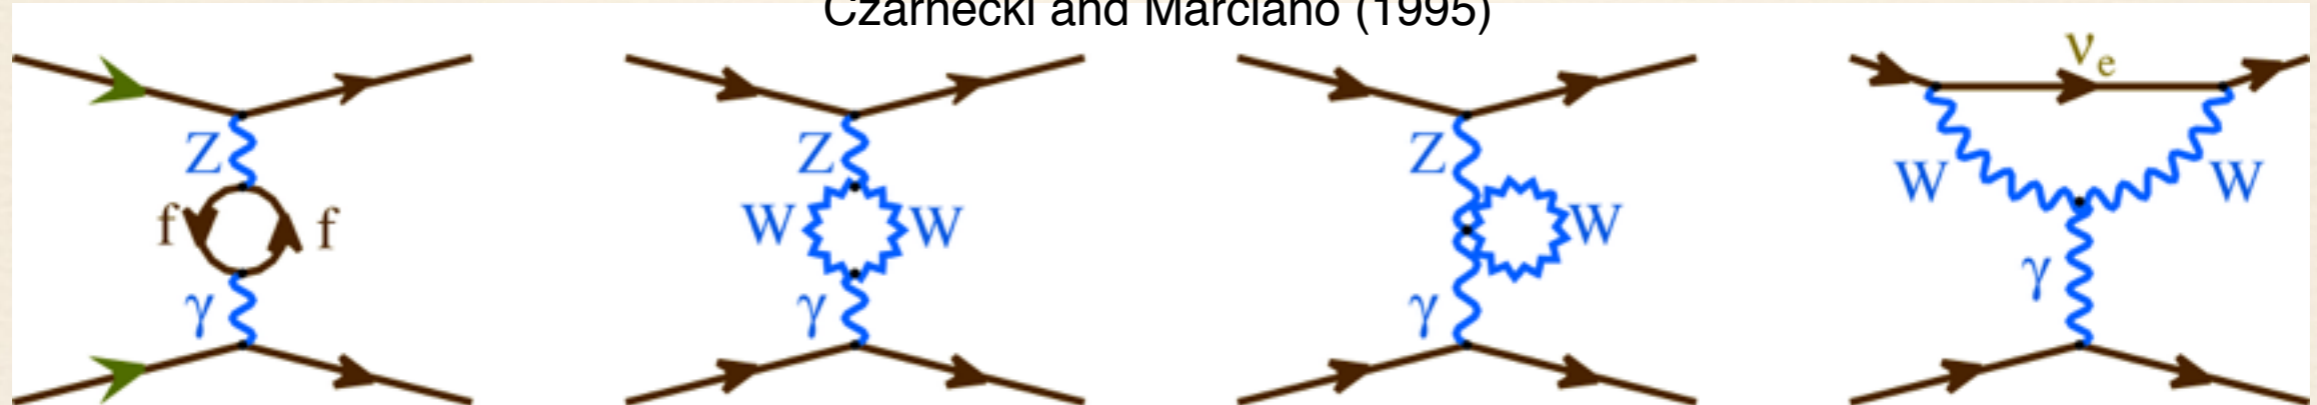 Czarnecki and Marciano (1995)
νe
Z
Z
Z
W
W
f
f
W
W
W
γ
γ
γ
γ